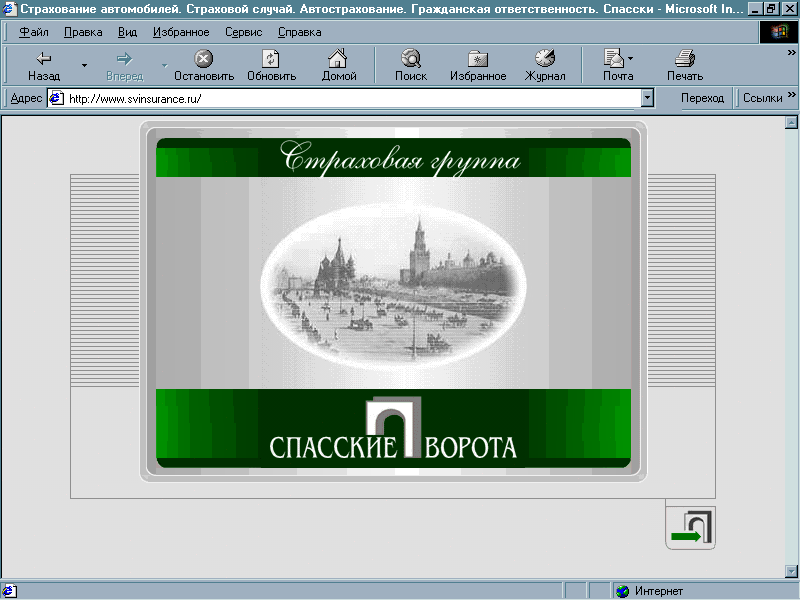 Страхование автомобилей. Страховой случай. Автострахование. Гражданская ответственность. Спасски - Microsoft In...
Файл Правка Вид Избранное Сервис Справка
Назад Вперед Остановить Обновить Домой Поиск Избранное Журнал Почта Печать
Адрес http://www.svinsurance.ru/ Переход Ссылки »
Страховая группа
СПАССКИЕ ВОРОТА
Интернет